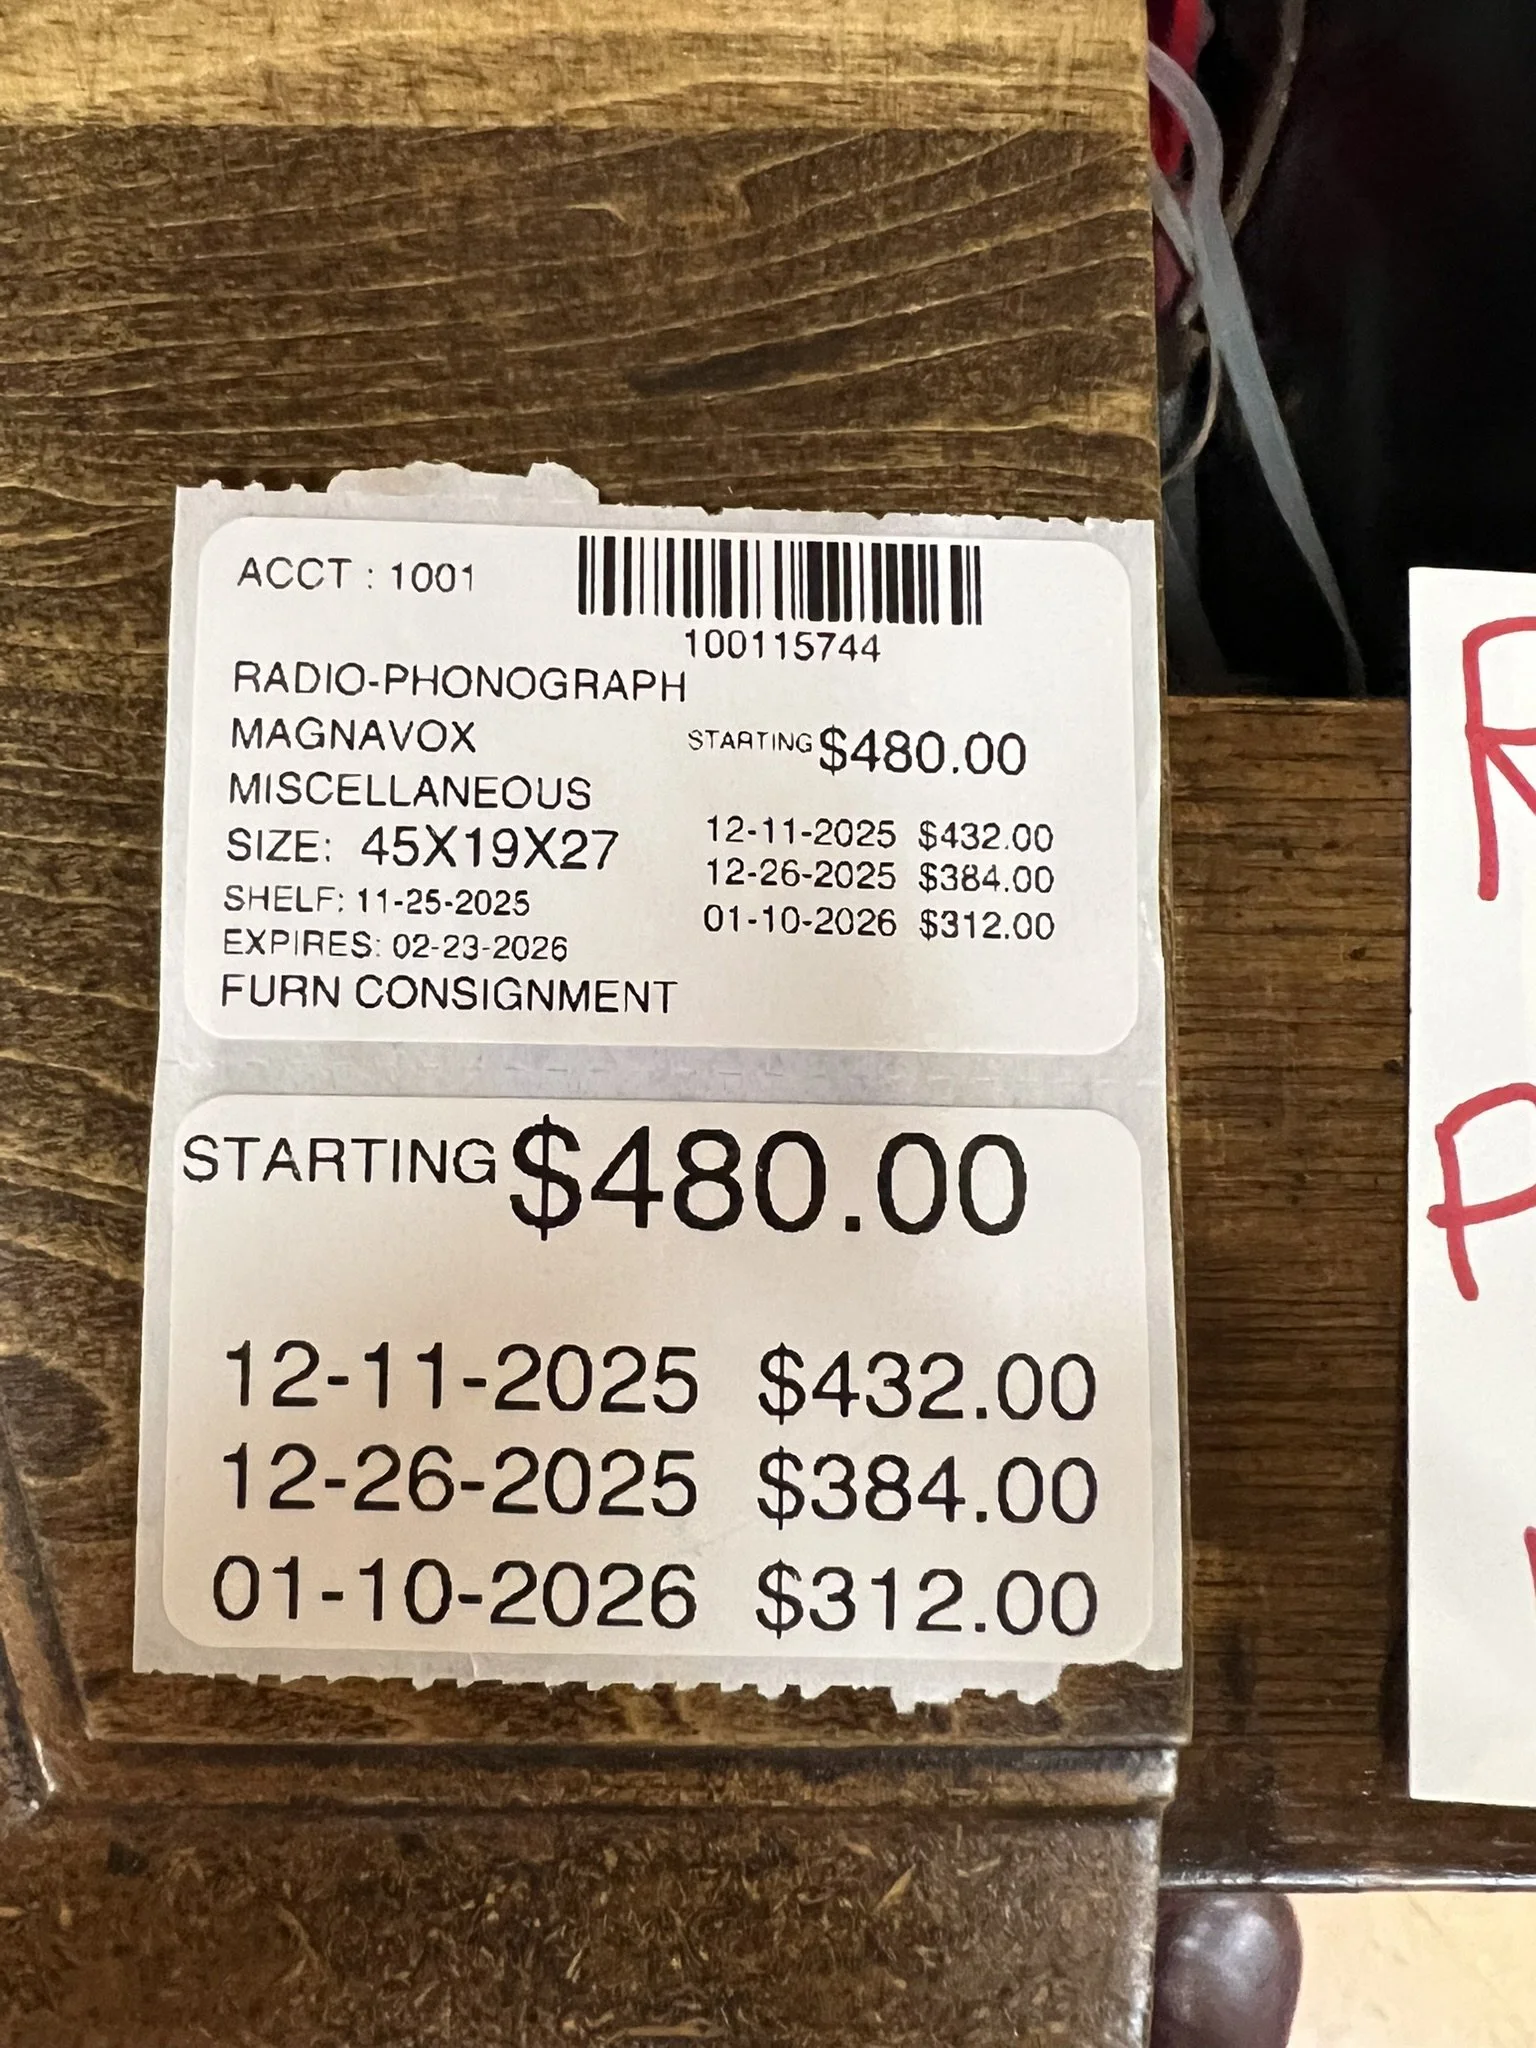 ACCT : 1001
100115744
RADIO-PHONOGRAPH
MAGNAVOX
MISCELLANEOUS
SIZE: 45X19X27
SHELF: 11-25-2025
EXPIRES: 02-23-2026
FURN CONSIGNMENT
STARTING $480.00
12-11-2025 $432.00
12-26-2025 $384.00
01-10-2026 $312.00
STARTING $480.00
12-11-2025 $432.00
12-26-2025 $384.00
01-10-2026 $312.00
R
P